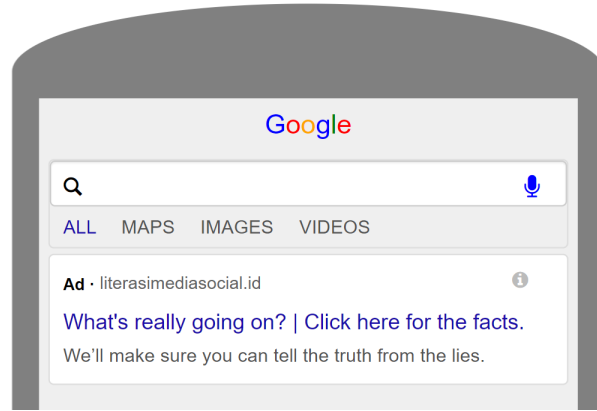 Google
ALL MAPS IMAGES VIDEOS
Ad · literasimediasocial.id
What's really going on? | Click here for the facts.
We'll make sure you can tell the truth from the lies.